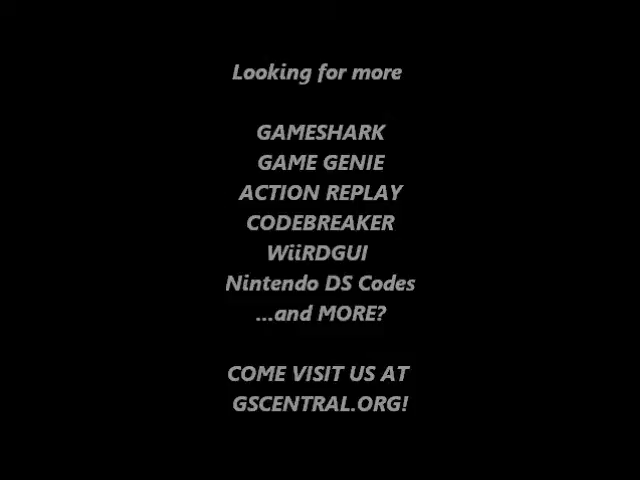 Looking for more
GAMESHARK
GAME GENIE
ACTION REPLAY
CODEBREAKER
WiiRDGUI
Nintendo DS Codes
...and MORE?
COME VISIT US AT
GSCENTRAL.ORG!